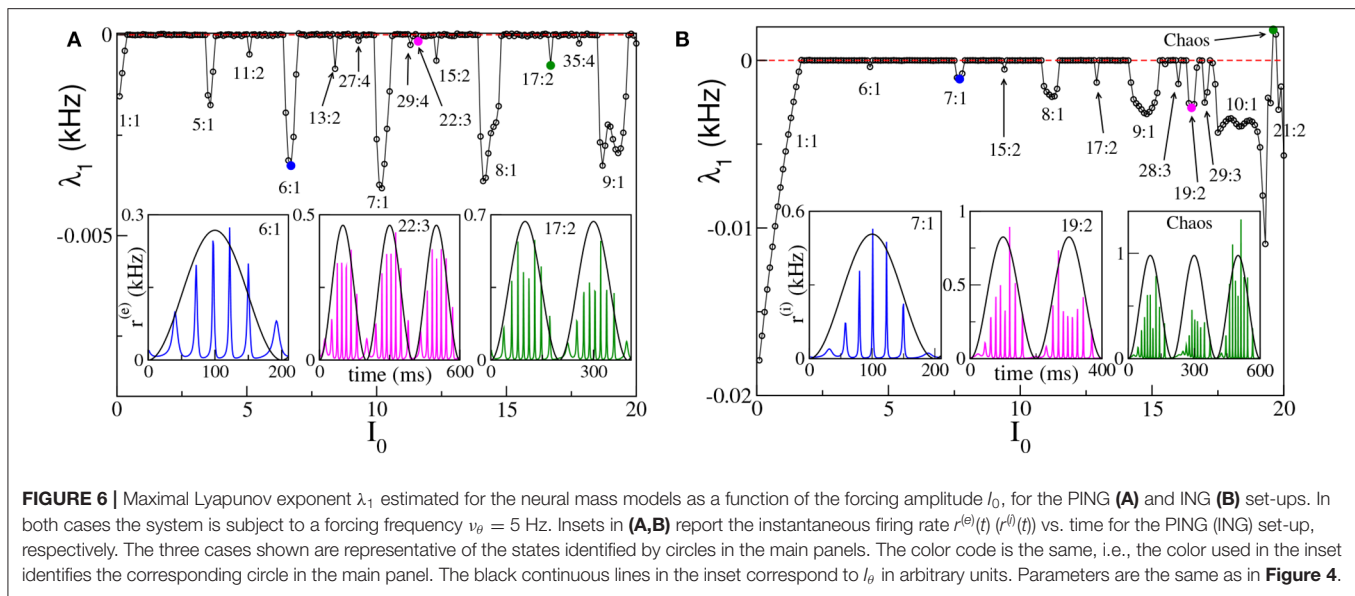 A
0
λ1 (kHz)
-0.005
1:1
5:1
11:2
6:1
13:2
27:4
7:1
29:4
22:3
15:2
8:1
17:2
35:4
9:1
0.3
6:1
r(e) (kHz)
0
0 100 200
0.5
22:3
0
0 300 600
time (ms)
0.7
17:2
0
0 300
0 5 10 15 20
I0
B
0
λ1 (kHz)
-0.01
-0.02
Chaos
1:1
6:1
7:1
15:2
8:1
17:2
9:1
28:3
19:2
29:3
10:1
21:2
0.6
7:1
r(i) (kHz)
0
0 100 200
1
19:2
0.5
0
0 400
time (ms)
Chaos
1
0
0 300 600
0 5 10 15 20
I0
FIGURE 6 | Maximal Lyapunov exponent λ1 estimated for the neural mass models as a function of the forcing amplitude I0, for the PING (A) and ING (B) set-ups. In
both cases the system is subject to a forcing frequency νθ = 5 Hz. Insets in (A,B) report the instantaneous firing rate r(e)(t) (r(i)(t)) vs. time for the PING (ING) set-up,
respectively. The three cases shown are representative of the states identified by circles in the main panels. The color code is the same, i.e., the color used in the inset
identifies the corresponding circle in the main panel. The black continuous lines in the inset correspond to Iθ in arbitrary units. Parameters are the same as in Figure 4.